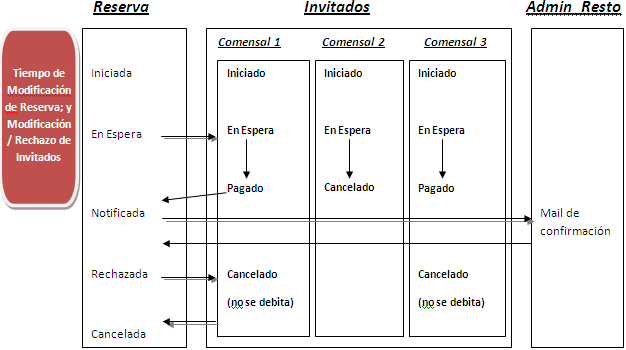 Reserva
Invitados
Admin Resto
Comensal 1
Comensal 2
Comensal 3
Tiempo de
Modificación
de Reserva; y
Modificación
/ Rechazo de
Invitados
Iniciada
Iniciado
Iniciado
Iniciado
En Espera
En Espera
En Espera
En Espera
Pagado
Cancelado
Pagado
Notificada
Mail de
confirmación
Rechazada
Cancelado
(no se debita)
Cancelado
(no se debita)
Cancelada